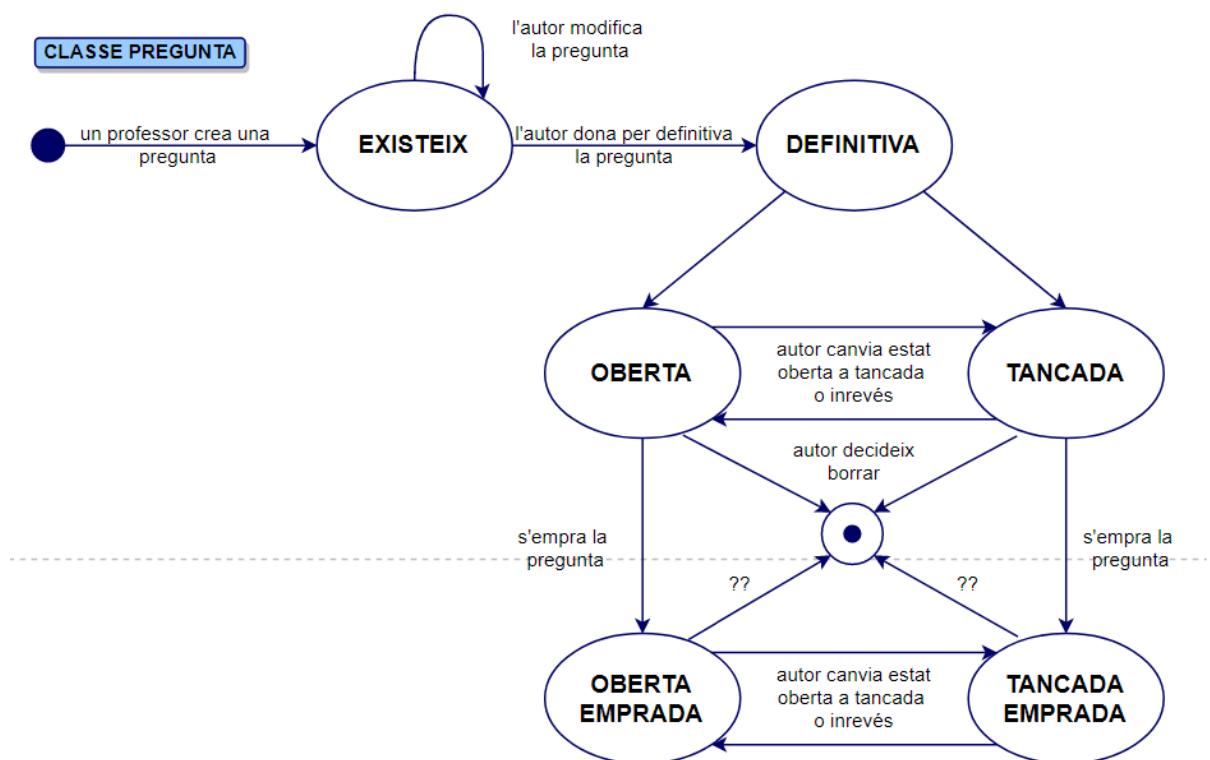 l'autor modifica
la pregunta
CLASSE PREGUNTA
un professor crea una
pregunta
EXISTEIX
l'autor dona per definitiva
la pregunta
DEFINITIVA
OBERTA
autor canvia estat
oberta a tancada
o inrevés
TANCADA
autor decideix
borrar
s'empra la
pregunta
s'empra la
pregunta
??
??
OBERTA
EMPRADA
autor canvia estat
oberta a tancada
o inrevés
TANCADA
EMPRADA